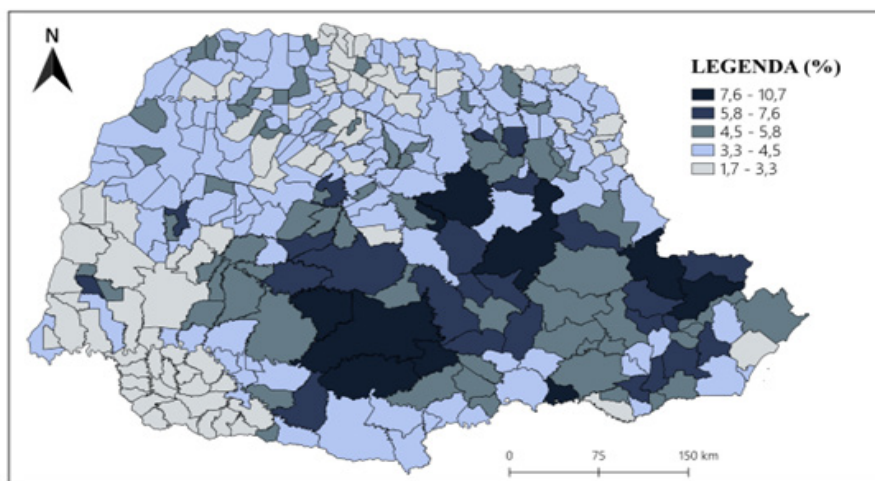 N
LEGENDA (%)
7,6 - 10,7
5,8 - 7,6
4,5 - 5,8
3,3 - 4,5
1,7 - 3,3
0 75 150 km